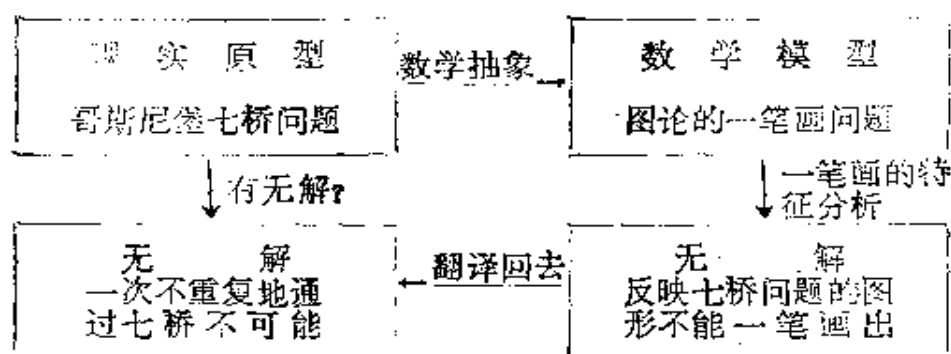 现实原型
数学抽象
数学模型
哥斯尼堡七桥问题
图论的一笔画问题
有无解?
一笔画的特
征分析
无解
一次不重复地通
过七桥不可能
翻译回去
无解
反映七桥问题的图
形不能一笔画出